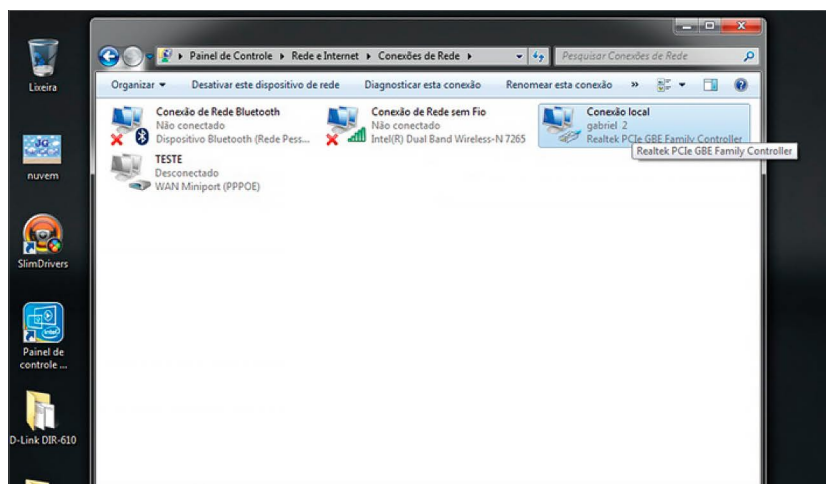 Lixeira
nuvem
SlimDrivers
Painel de
controle ...
D-Link DIR-610
Painel de Controle
Rede e Internet
Conexões de Rede
Pesquisar Conexões de Rede
Organizar
Desativar este dispositivo de rede
Diagnosticar esta conexão
Renomear esta conexão
»
Conexão de Rede Bluetooth
Não conectado
Dispositivo Bluetooth (Rede Pess...
Conexão de Rede sem Fio
Não conectado
Intel(R) Dual Band Wireless-N 7265
Conexão local
gabriel 2
Realtek PCIe GBE Family Controller
Realtek PCIe GBE Family Controller
TESTE
Desconectado
WAN Miniport (PPPOE)